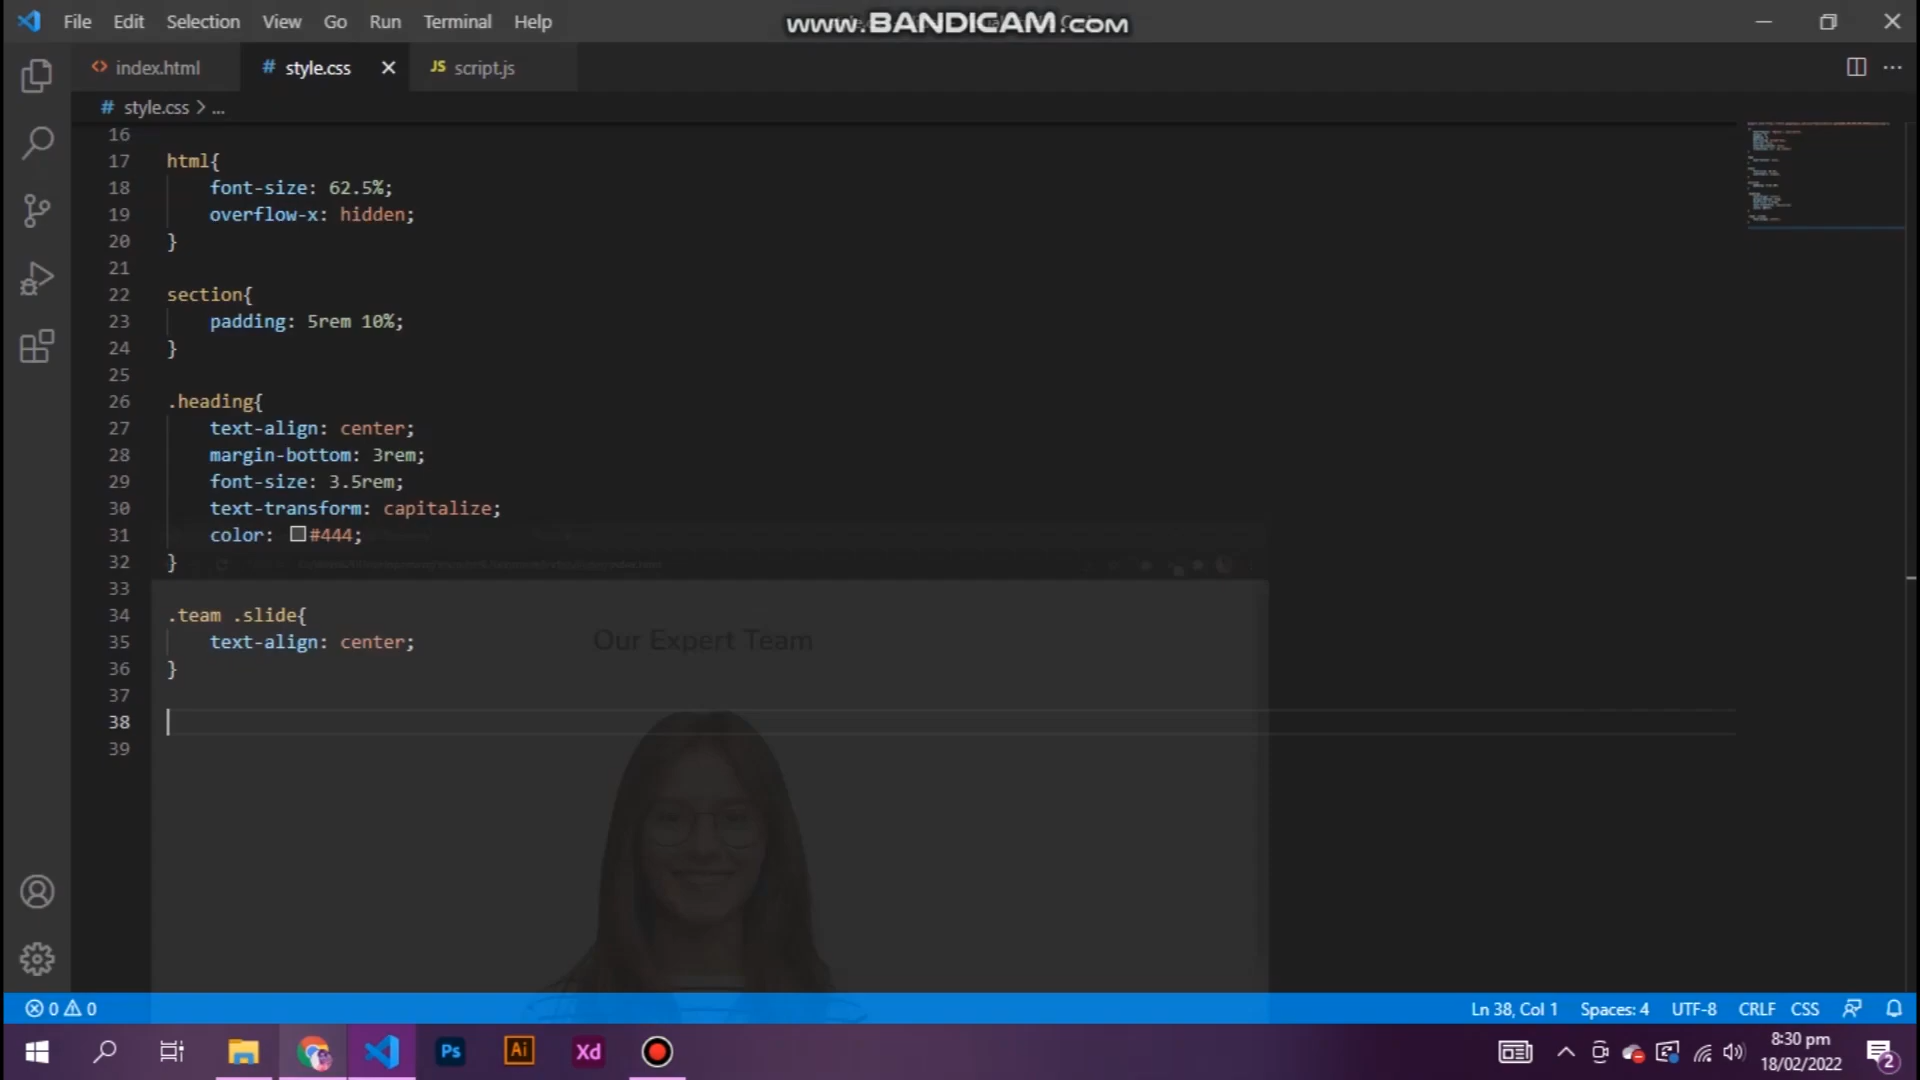 File Edit Selection View Go Run Terminal Help
www.BANDICAM.com
index.html
style.css
script.js
style.css > ...
16
17 html{
18 font-size: 62.5%;
19 overflow-x: hidden;
20 }
21
22 section{
23 padding: 5rem 10%;
24 }
25
26 .heading{
27 text-align: center;
28 margin-bottom: 3rem;
29 font-size: 3.5rem;
30 text-transform: capitalize;
31 color: #444;
32 }
33
34 .team .slide{
35 text-align: center;
36 }
37
38
39
Our Expert Team
0 0
Ln 38, Col 1 Spaces: 4 UTF-8 CRLF CSS
Ps Ai Xd
8:30 pm
18/02/2022
2